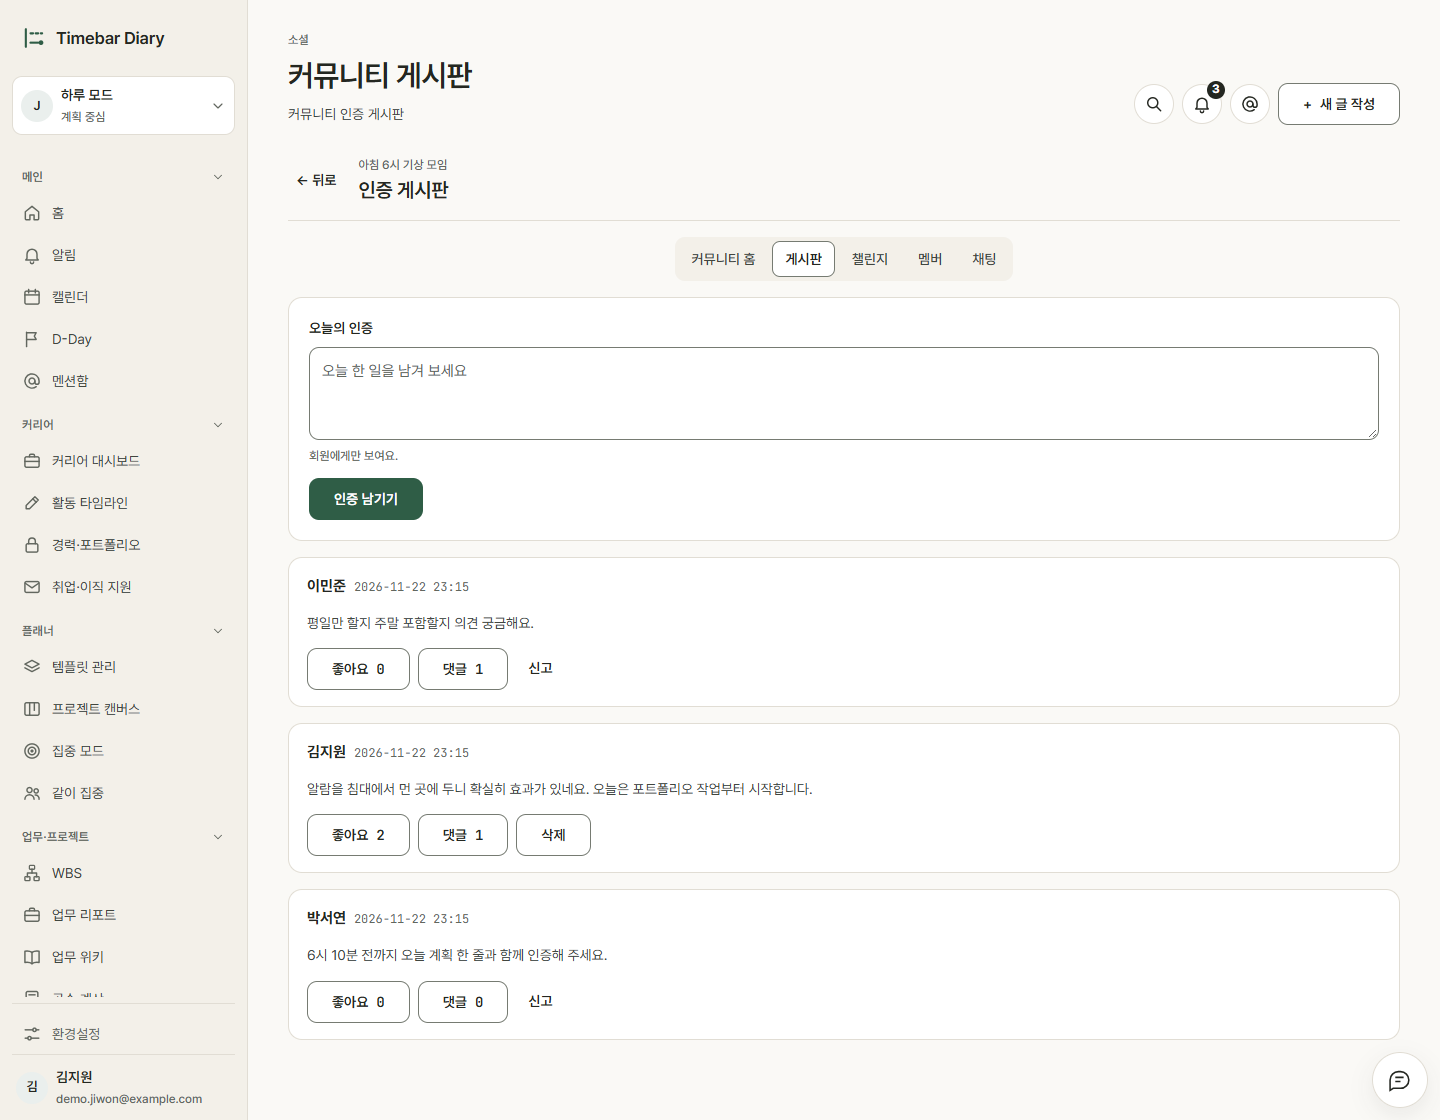 Timebar Diary
J
하루 모드
계획 중심
메인
홈
알림
캘린더
D-Day
멘션함
커리어
커리어 대시보드
활동 타임라인
경력·포트폴리오
취업·이직 지원
플래너
템플릿 관리
프로젝트 캔버스
집중 모드
같이 집중
업무·프로젝트
WBS
업무 리포트
업무 위키
환경설정
김
김지원
demo.jiwon@example.com
소셜
커뮤니티 게시판
커뮤니티 인증 게시판
3
+ 새 글 작성
← 뒤로
아침 6시 기상 모임
인증 게시판
커뮤니티 홈 게시판 챌린지 멤버 채팅
오늘의 인증
오늘 한 일을 남겨 보세요
회원에게만 보여요.
인증 남기기
이민준 2026-11-22 23:15
평일만 할지 주말 포함할지 의견 궁금해요.
좋아요 0 댓글 1 신고
김지원 2026-11-22 23:15
알람을 침대에서 먼 곳에 두니 확실히 효과가 있네요. 오늘은 포트폴리오 작업부터 시작합니다.
좋아요 2 댓글 1 삭제
박서연 2026-11-22 23:15
6시 10분 전까지 오늘 계획 한 줄과 함께 인증해 주세요.
좋아요 0 댓글 0 신고